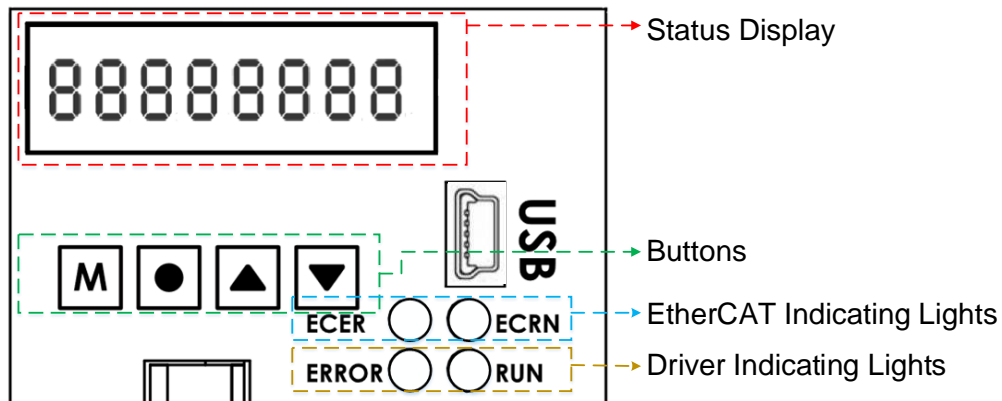 Status Display
88888888
USB
Buttons
M
ECER ECRN
EtherCAT Indicating Lights
ERROR RUN
Driver Indicating Lights